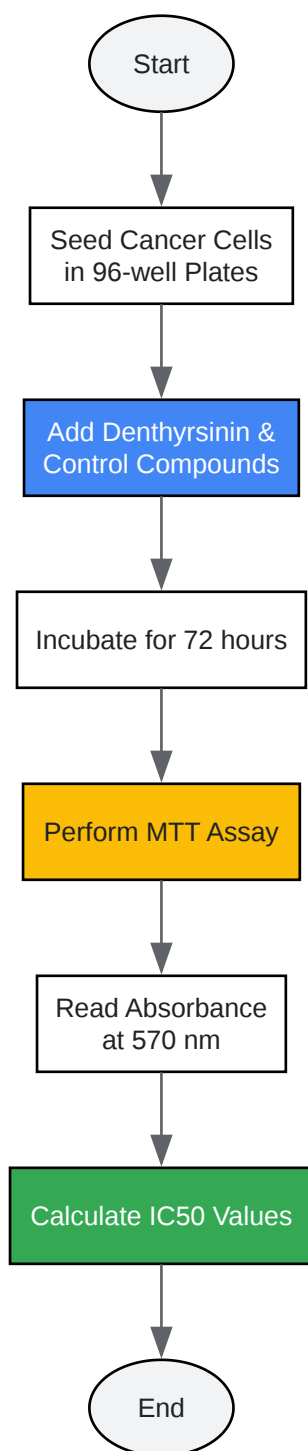 Start
Seed Cancer Cells
in 96-well Plates
Add Denthyrsinin &
Control Compounds
Incubate for 72 hours
Perform MTT Assay
Read Absorbance
at 570 nm
Calculate IC50 Values
End